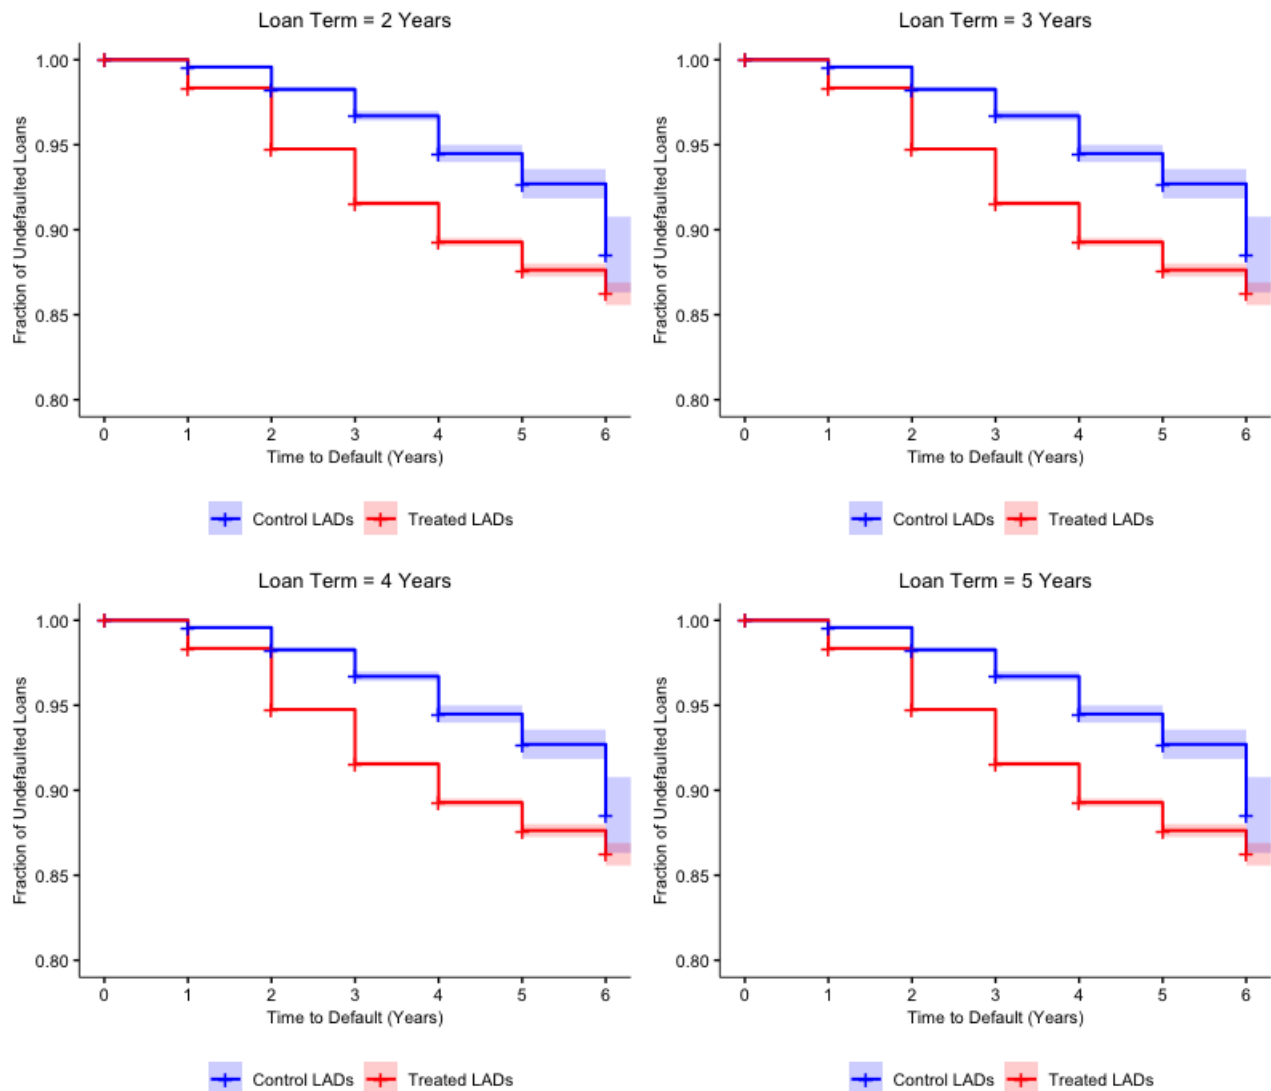 Loan Term = 2 Years
Fraction of Undefaulted Loans
1.00
0.95
0.90
0.85
0.80
0 1 2 3 4 5 6
Time to Default (Years)
Control LADs Treated LADs
Loan Term = 3 Years
Fraction of Undefaulted Loans
1.00
0.95
0.90
0.85
0.80
0 1 2 3 4 5 6
Time to Default (Years)
Control LADs Treated LADs
Loan Term = 4 Years
Fraction of Undefaulted Loans
1.00
0.95
0.90
0.85
0.80
0 1 2 3 4 5 6
Time to Default (Years)
Control LADs Treated LADs
Loan Term = 5 Years
Fraction of Undefaulted Loans
1.00
0.95
0.90
0.85
0.80
0 1 2 3 4 5 6
Time to Default (Years)
Control LADs Treated LADs